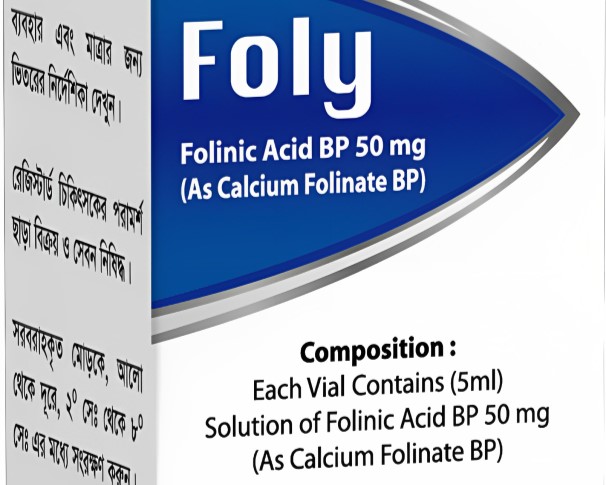 ব্যবহার এবং মাত্রার জন্য
ভিতরের নির্দেশিকা দেখুন।
রেজিস্টার্ড চিকিৎসকের পরামর্শ
ছাড়া বিক্রয় ও সেবন নিষিদ্ধ।
সরবরাহকৃত মোড়কে, আলো
থেকে দূরে, ২° সেঃ থেকে ৮°
সেঃ এর মধ্যে সংরক্ষণ করুন।
Foly
Folinic Acid BP 50 mg
(As Calcium Folinate BP)
Composition :
Each Vial Contains (5ml)
Solution of Folinic Acid BP 50 mg
(As Calcium Folinate BP)